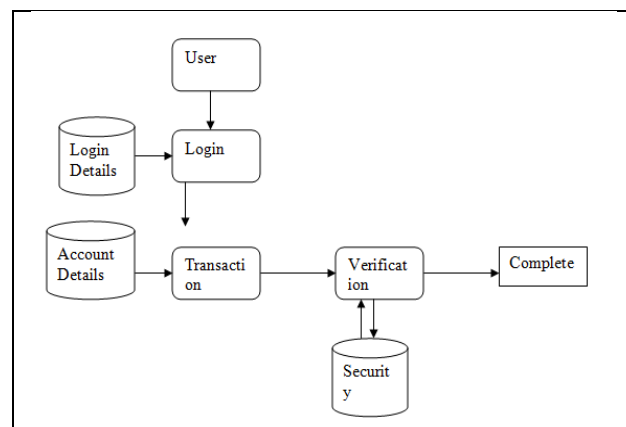 User
Login
Details
Login
Account
Details
Transacti
on
Verificat
ion
Complete
Securit
y